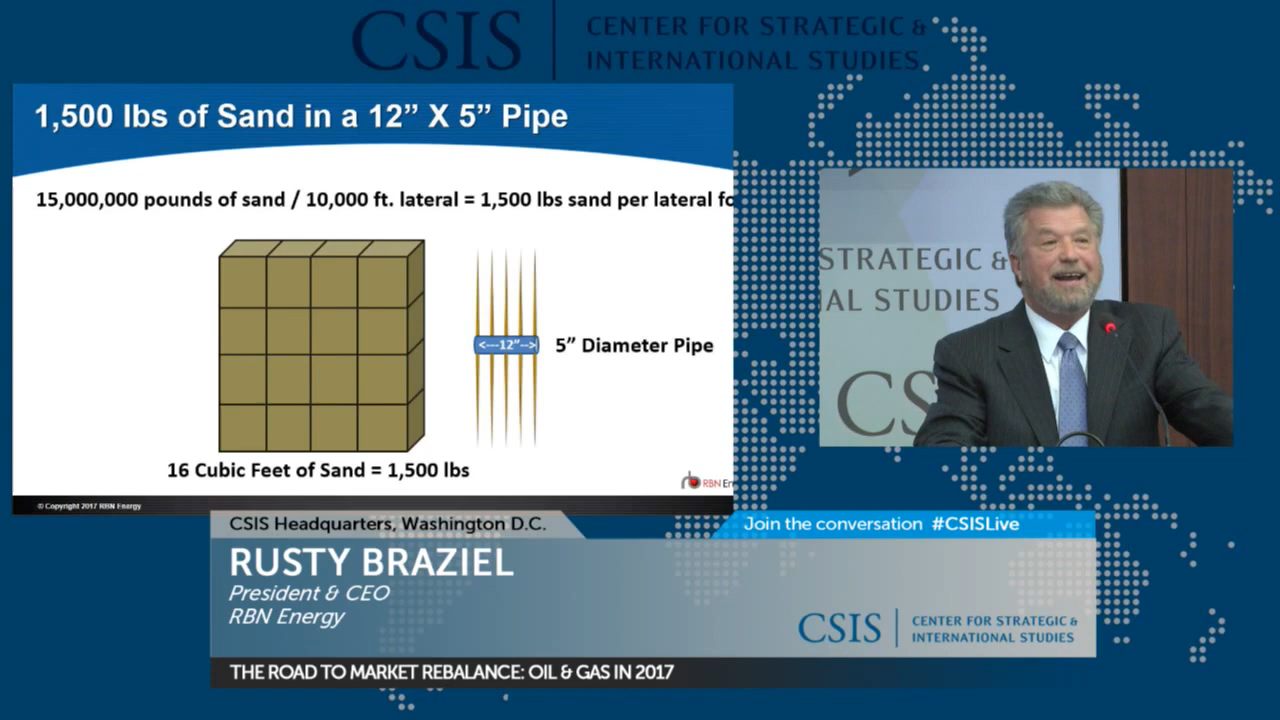 CSIS
CENTER FOR STRATEGIC &
INTERNATIONAL STUDIES
1,500 lbs of Sand in a 12” X 5” Pipe
15,000,000 pounds of sand / 10,000 ft. lateral = 1,500 lbs sand per lateral fo
<---12”-->
5” Diameter Pipe
16 Cubic Feet of Sand = 1,500 lbs
RBN En
© Copyright 2017 RBN Energy
STRATEGIC &
AL STUDIES
CS
CSIS Headquarters, Washington D.C.
Join the conversation #CSISLive
RUSTY BRAZIEL
President & CEO
RBN Energy
CSIS
CENTER FOR STRATEGIC &
INTERNATIONAL STUDIES
THE ROAD TO MARKET REBALANCE: OIL & GAS IN 2017